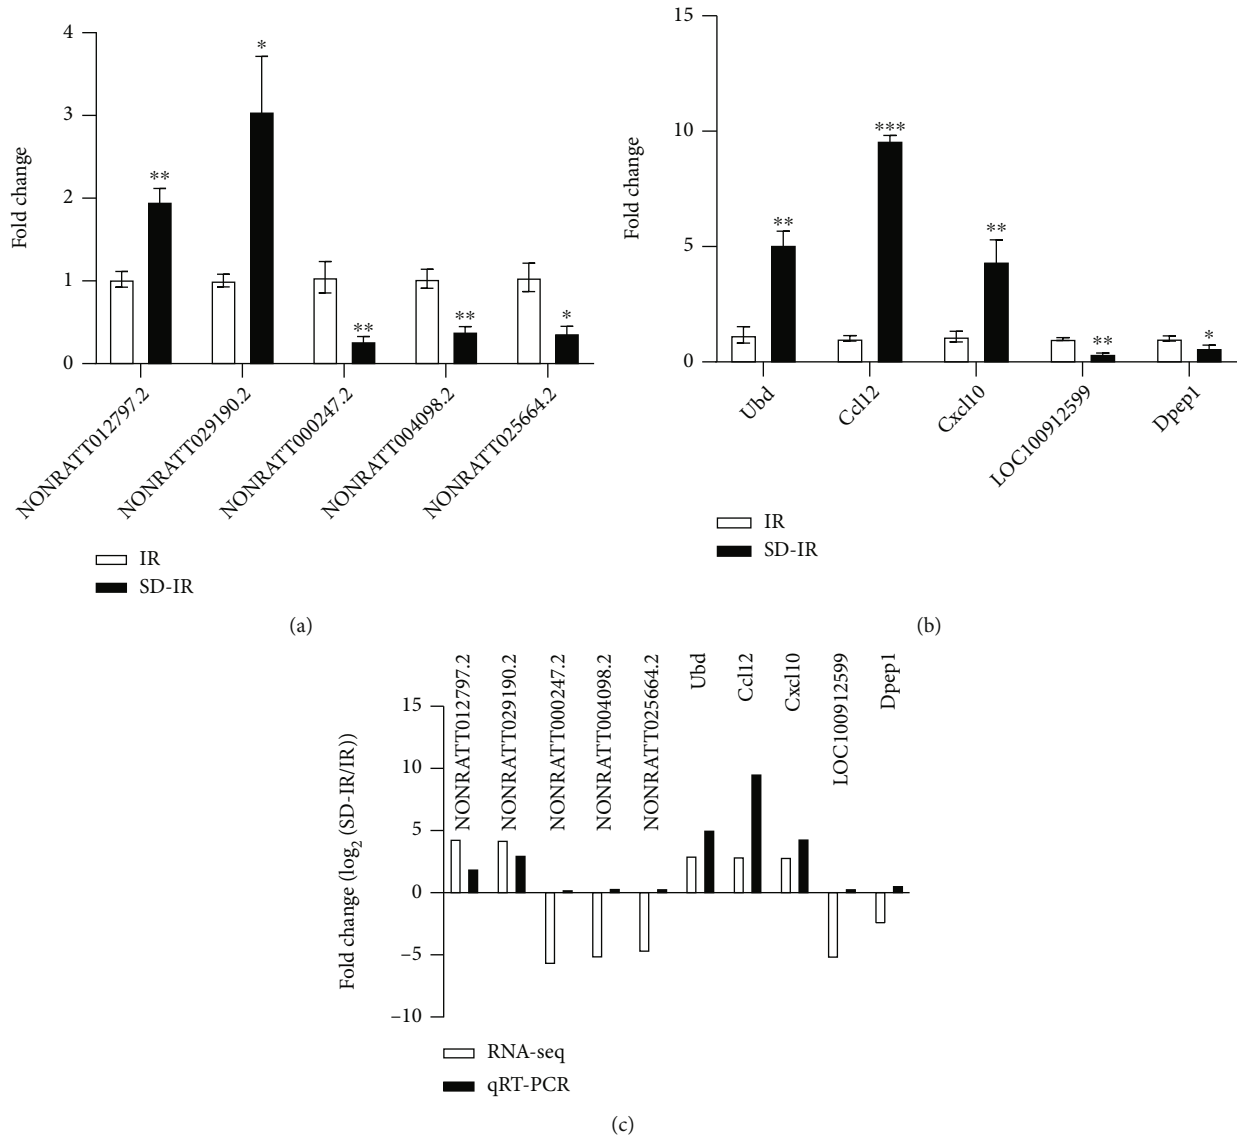 4
3
2
1
0
Fold change
**
*
**
**
*
NONRATT012797.2
NONRATT029190.2
NONRATT000247.2
NONRATT004098.2
NONRATT025664.2
IR
SD-IR
(a)
15
10
5
0
Fold change
**
***
**
**
*
Ubd
Ccl12
Cxcl10
LOC100912599
Dpep1
IR
SD-IR
(b)
15
10
5
0
–5
–10
Fold change (log2 (SD-IR/IR))
NONRATT012797.2
NONRATT029190.2
NONRATT000247.2
NONRATT004098.2
NONRATT025664.2
Ubd
Ccl12
Cxcl10
LOC100912599
Dpep1
RNA-seq
qRT-PCR
(c)